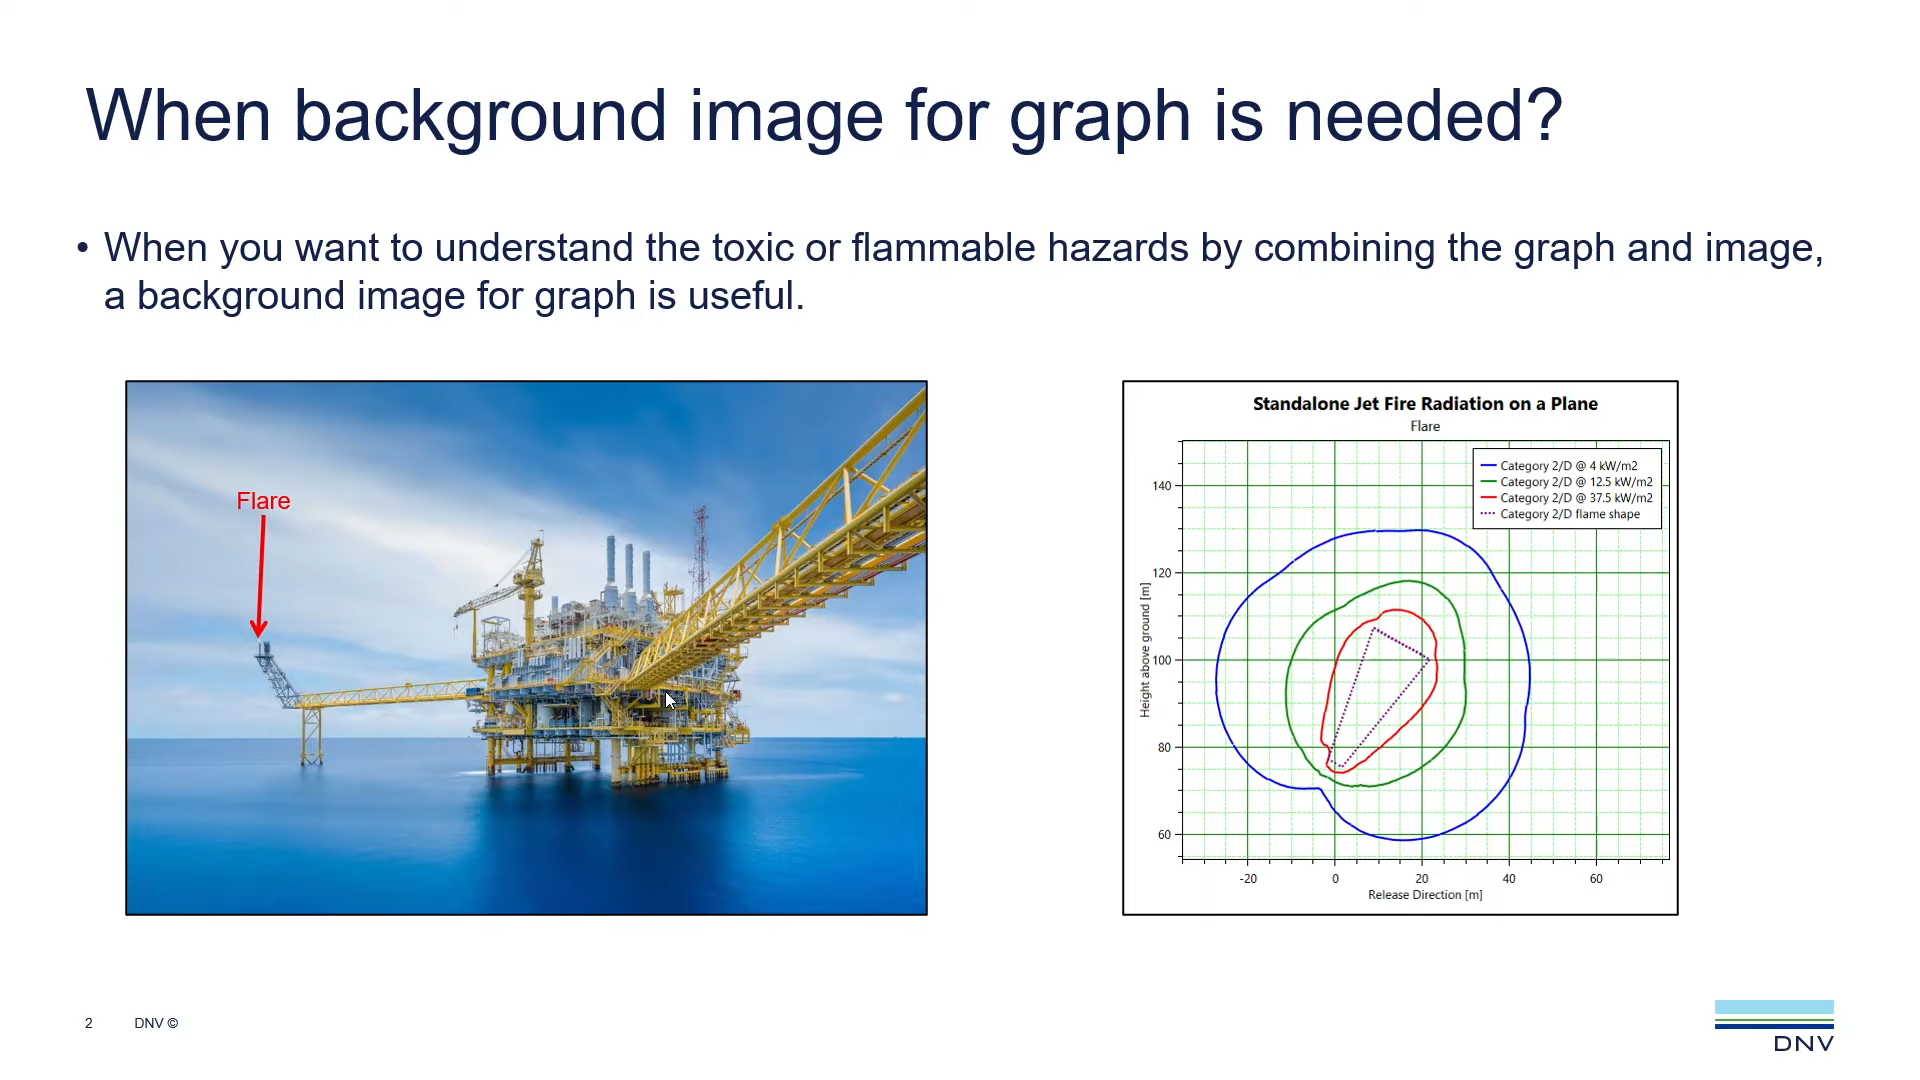 When background image for graph is needed?
• When you want to understand the toxic or flammable hazards by combining the graph and image,
a background image for graph is useful.
Flare
Standalone Jet Fire Radiation on a Plane
Flare
Category 2/D @ 4 kW/m2
Category 2/D @ 12.5 kW/m2
Category 2/D @ 37.5 kW/m2
Category 2/D flame shape
Height above ground [m]
140
120
100
80
60
-20 0 20 40 60
Release Direction [m]
2 DNV ©
DNV